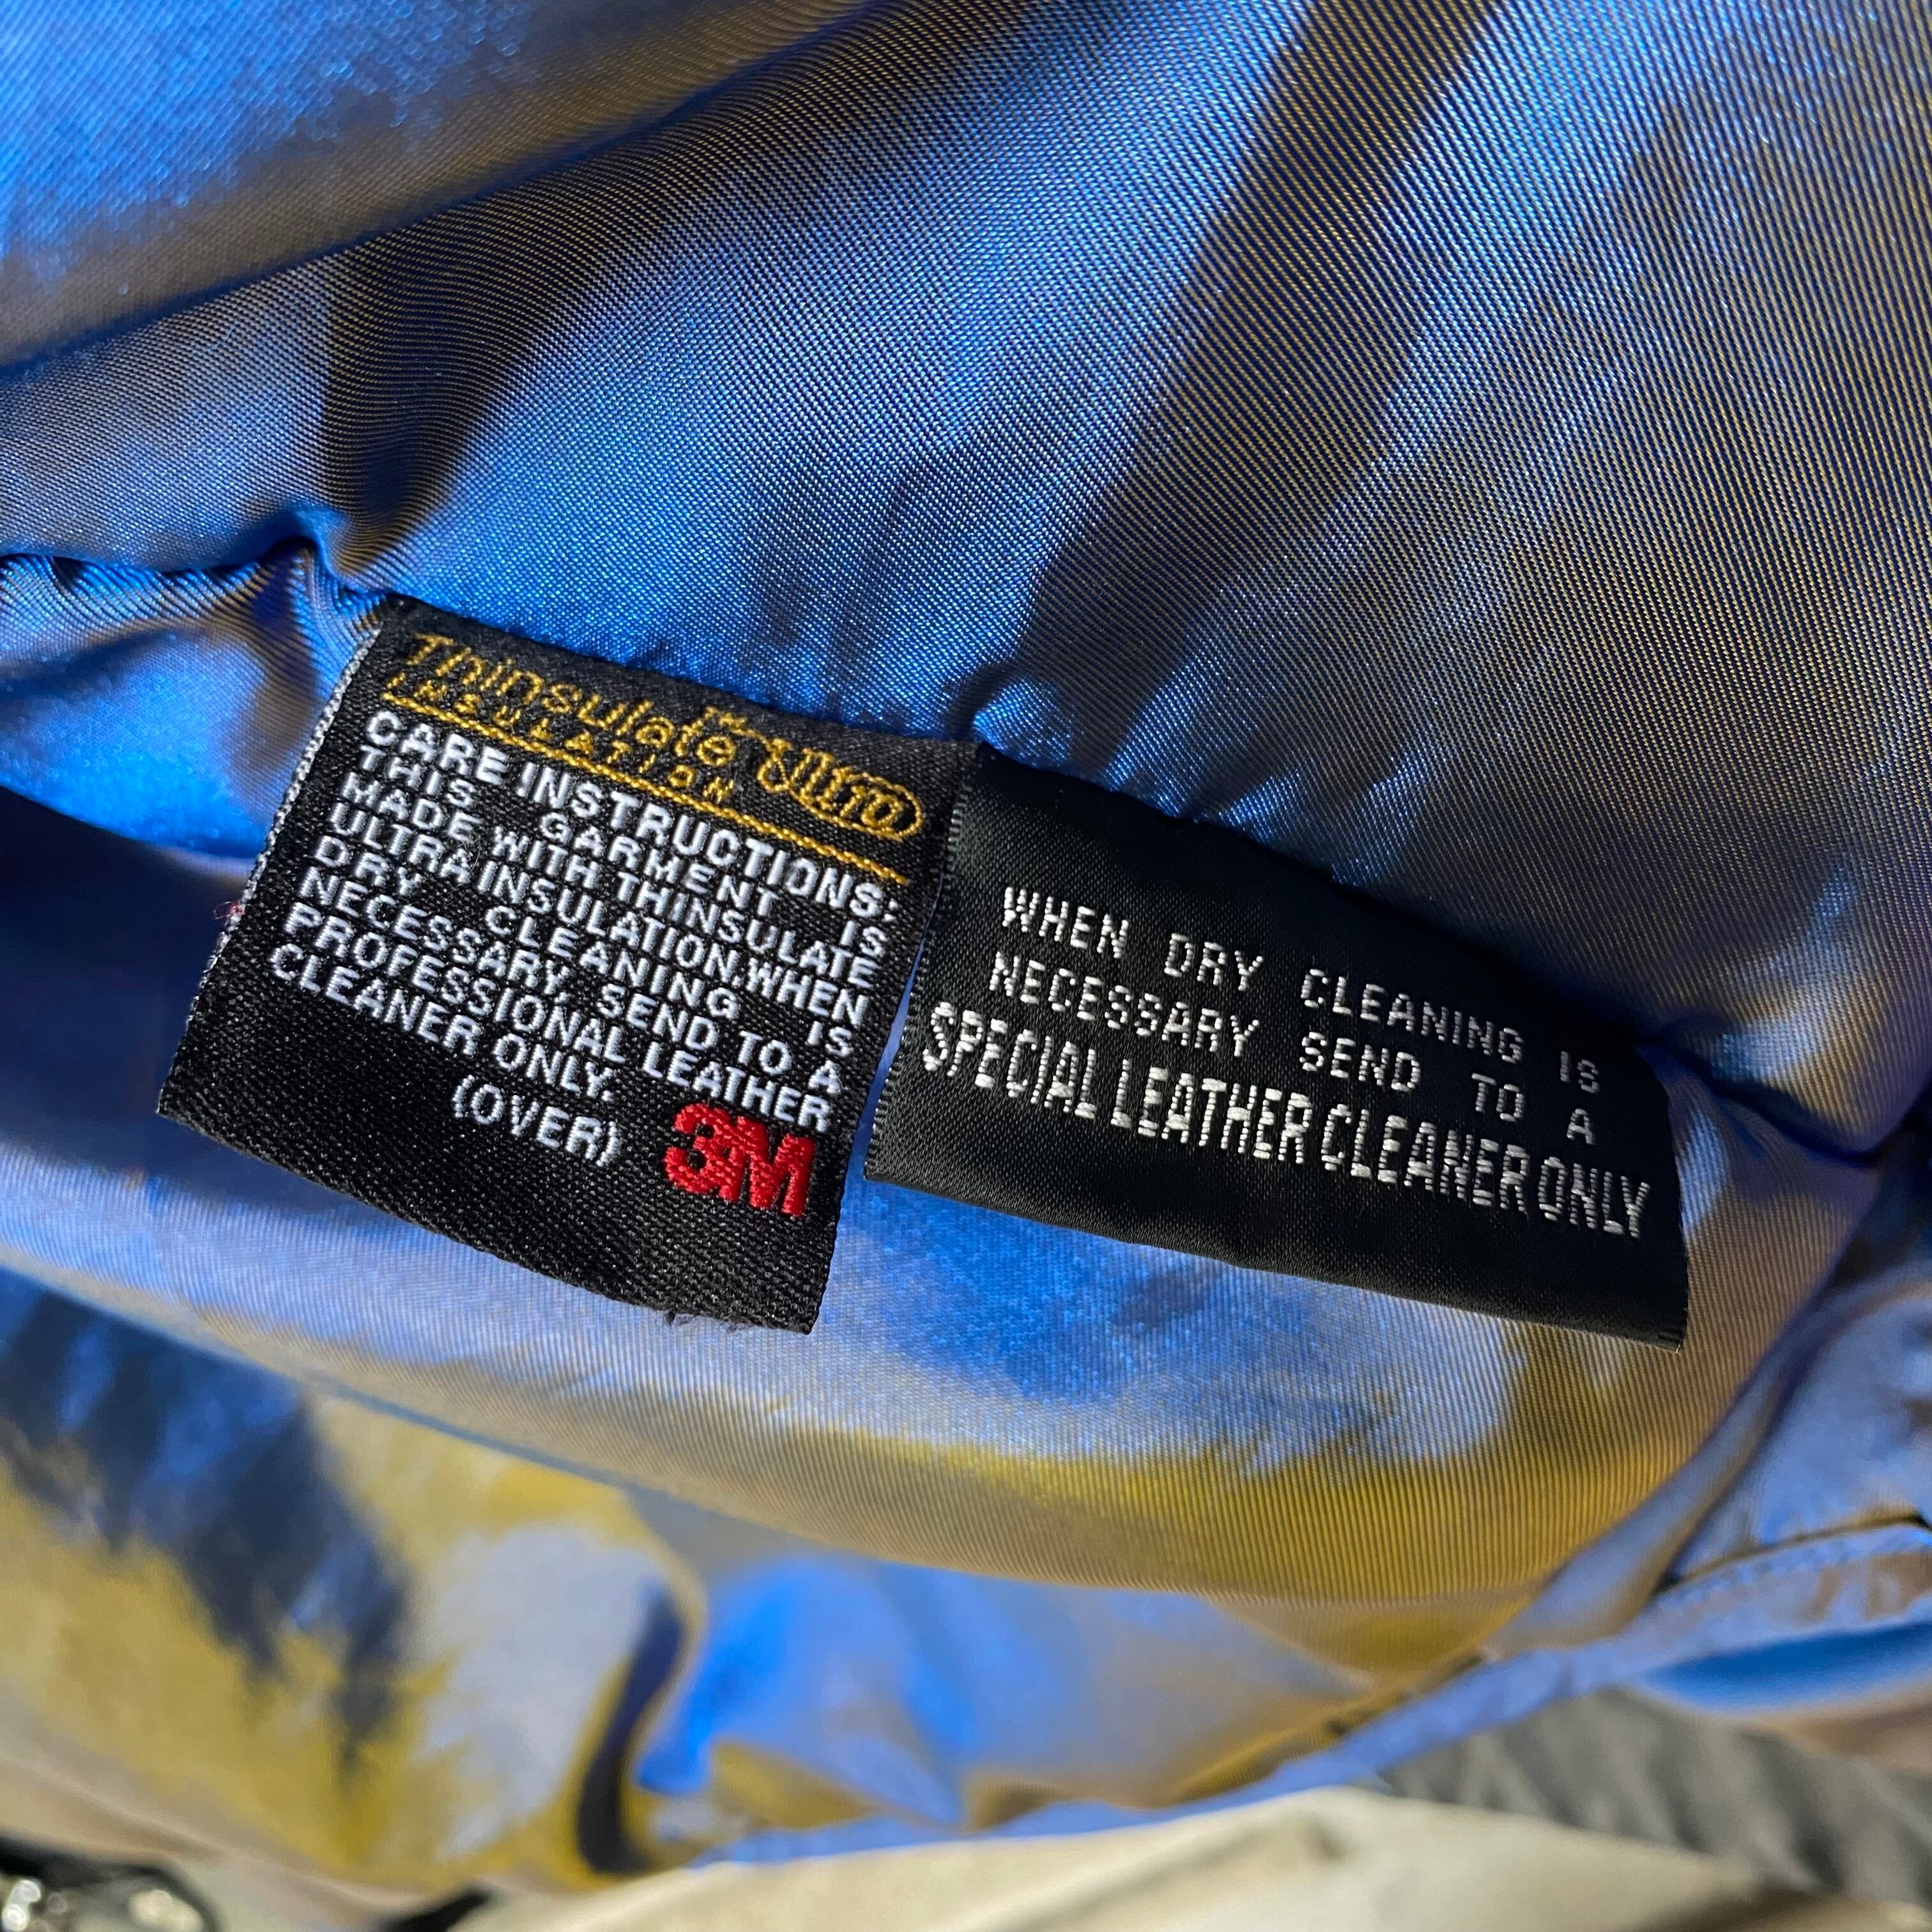 Thinsulate™ Ultra
INSULATION
CARE INSTRUCTIONS:
THIS GARMENT IS
MADE WITH THINSULATE
ULTRA INSULATION.WHEN
DRY CLEANING IS
NECESSARY, SEND TO A
PROFESSIONAL LEATHER
CLEANER ONLY.
(OVER)
3M
WHEN DRY CLEANING IS
NECESSARY SEND TO A
SPECIAL LEATHER CLEANER ONLY